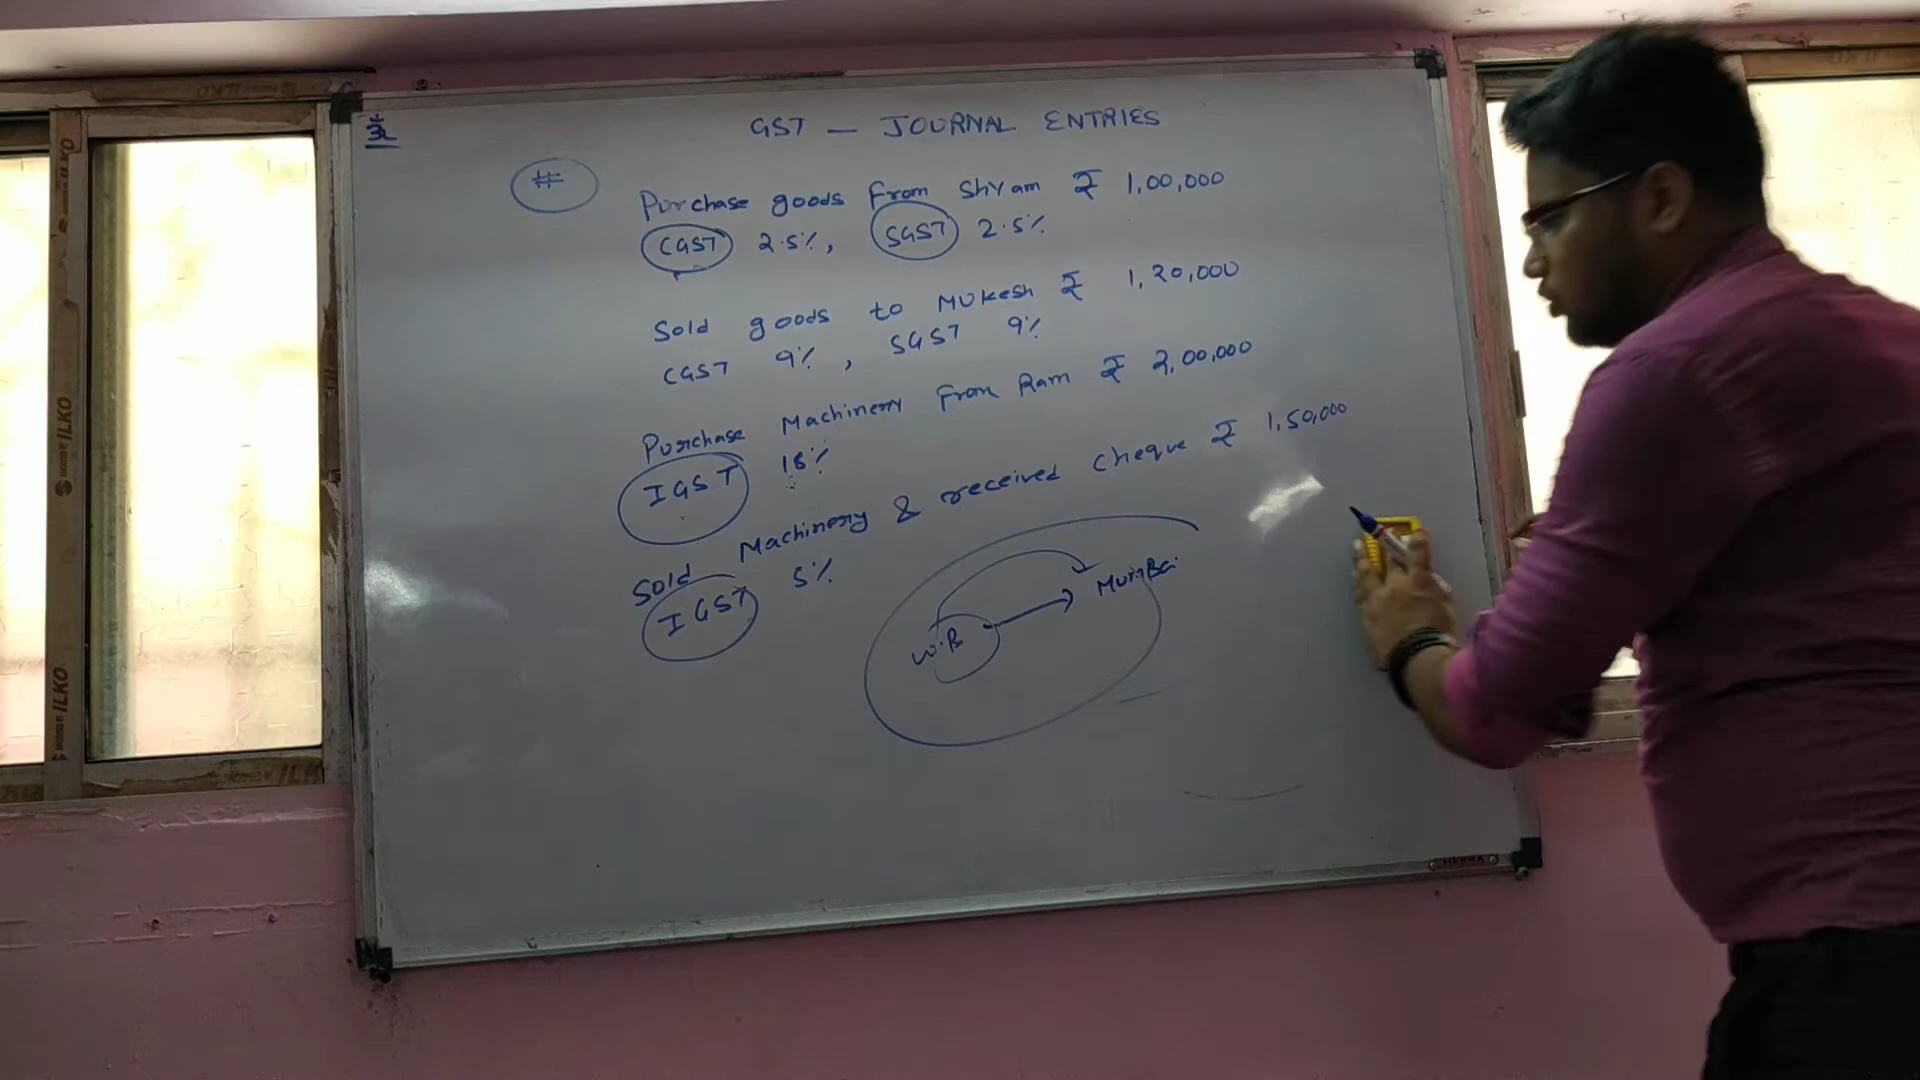 ॐ
GST — JOURNAL ENTRIES
#
Purchase goods From Shyam ₹ 1,00,000
CGST 2.5%, SGST 2.5%
Sold goods to Mukesh ₹ 1,20,000
CGST 9%, SGST 9%
Purchase Machinery From Ram ₹ 2,00,000
IGST 18%
Sold Machinery & received Cheque ₹ 1,50,000
IGST 5%
W.B → MumBai
ILKO
ILKO